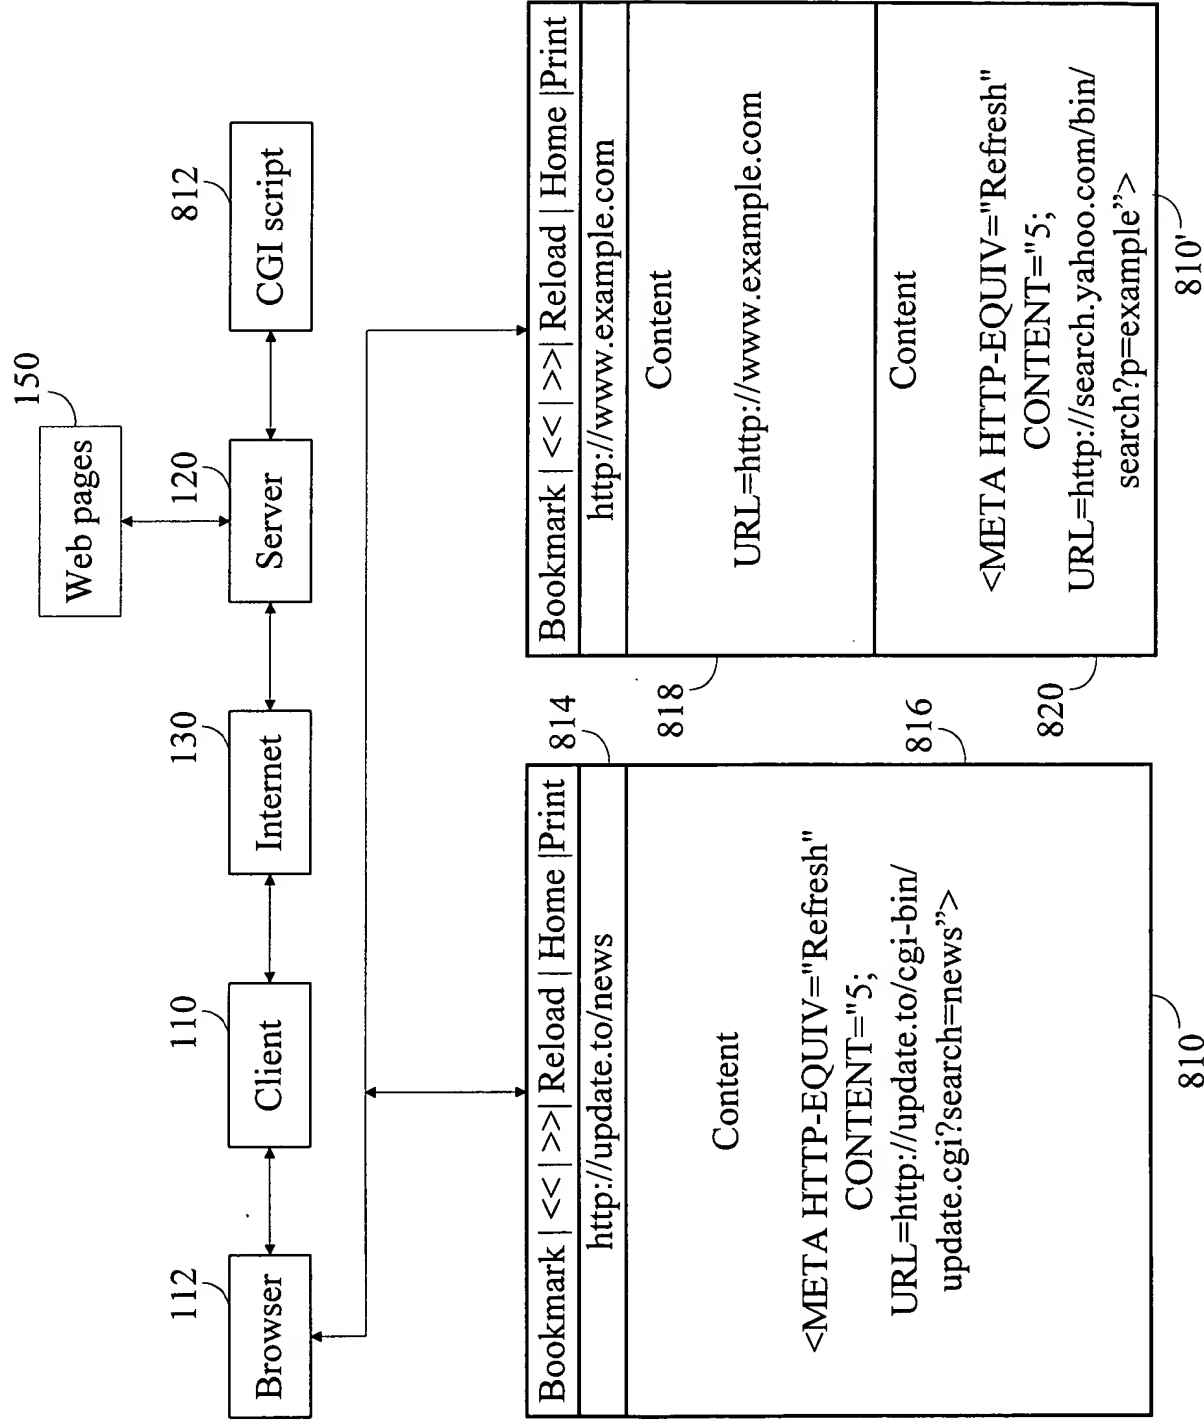 150
Web pages
112
110
130
120
812
Browser
Client
Internet
Server
CGI script
814
Bookmark | << | >>| Reload | Home |Print
http://update.to/news
Content
<META HTTP-EQUIV="Refresh"
CONTENT="5;
URL=http://update.to/cgi-bin/
update.cgi?search=news”>
816
810
Bookmark | << | >>| Reload | Home |Print
http://www.example.com
818
Content
URL=http://www.example.com
820
Content
<META HTTP-EQUIV="Refresh"
CONTENT="5;
URL=http://search.yahoo.com/bin/
search?p=example”>
810'